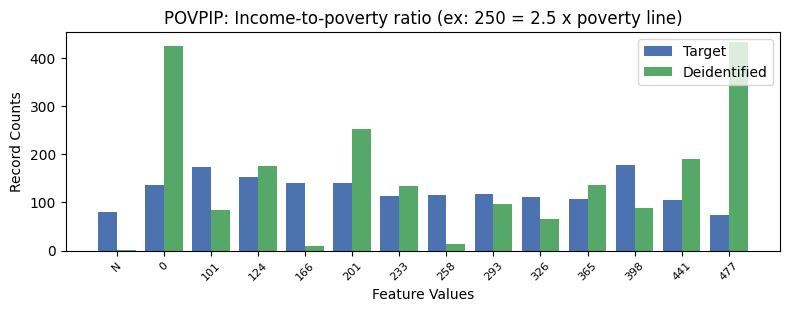 POVPIP: Income-to-poverty ratio (ex: 250 = 2.5 x poverty line)
Target
Deidentified
400
300
200
100
0
Record Counts
N 0 101 124 166 201 233 258 293 326 365 398 441 477
Feature Values